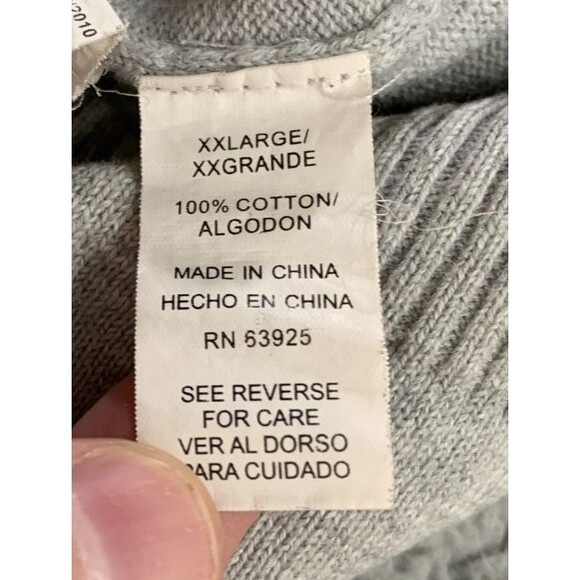 2010
XXLARGE/
XXGRANDE
100% COTTON/
ALGODON
MADE IN CHINA
HECHO EN CHINA
RN 63925
SEE REVERSE
FOR CARE
VER AL DORSO
PARA CUIDADO